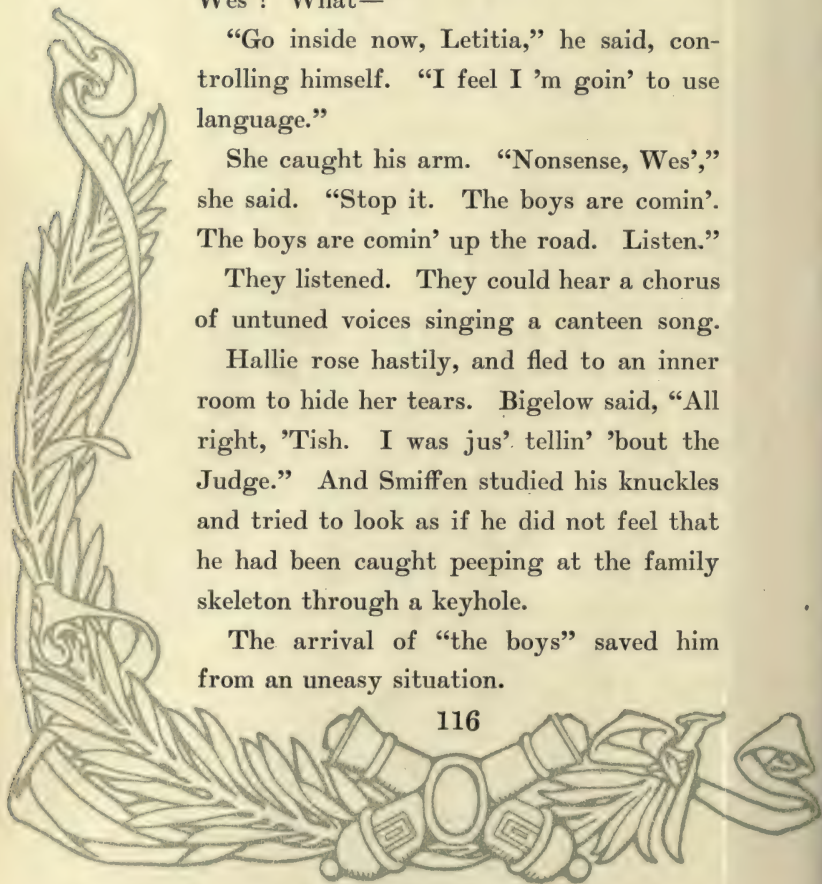 Wes'! What—
“Go inside now, Letitia,” he said, con-
trolling himself. “I feel I ’m goin’ to use
language.”
She caught his arm. “Nonsense, Wes’,”
she said. “Stop it. The boys are comin’.
The boys are comin’ up the road. Listen.”
They listened. They could hear a chorus
of untuned voices singing a canteen song.
Hallie rose hastily, and fled to an inner
room to hide her tears. Bigelow said, “All
right, ’Tish. I was jus’ tellin’ ’bout the
Judge.” And Smiffen studied his knuckles
and tried to look as if he did not feel that
he had been caught peeping at the family
skeleton through a keyhole.
The arrival of “the boys” saved him
from an uneasy situation.
116